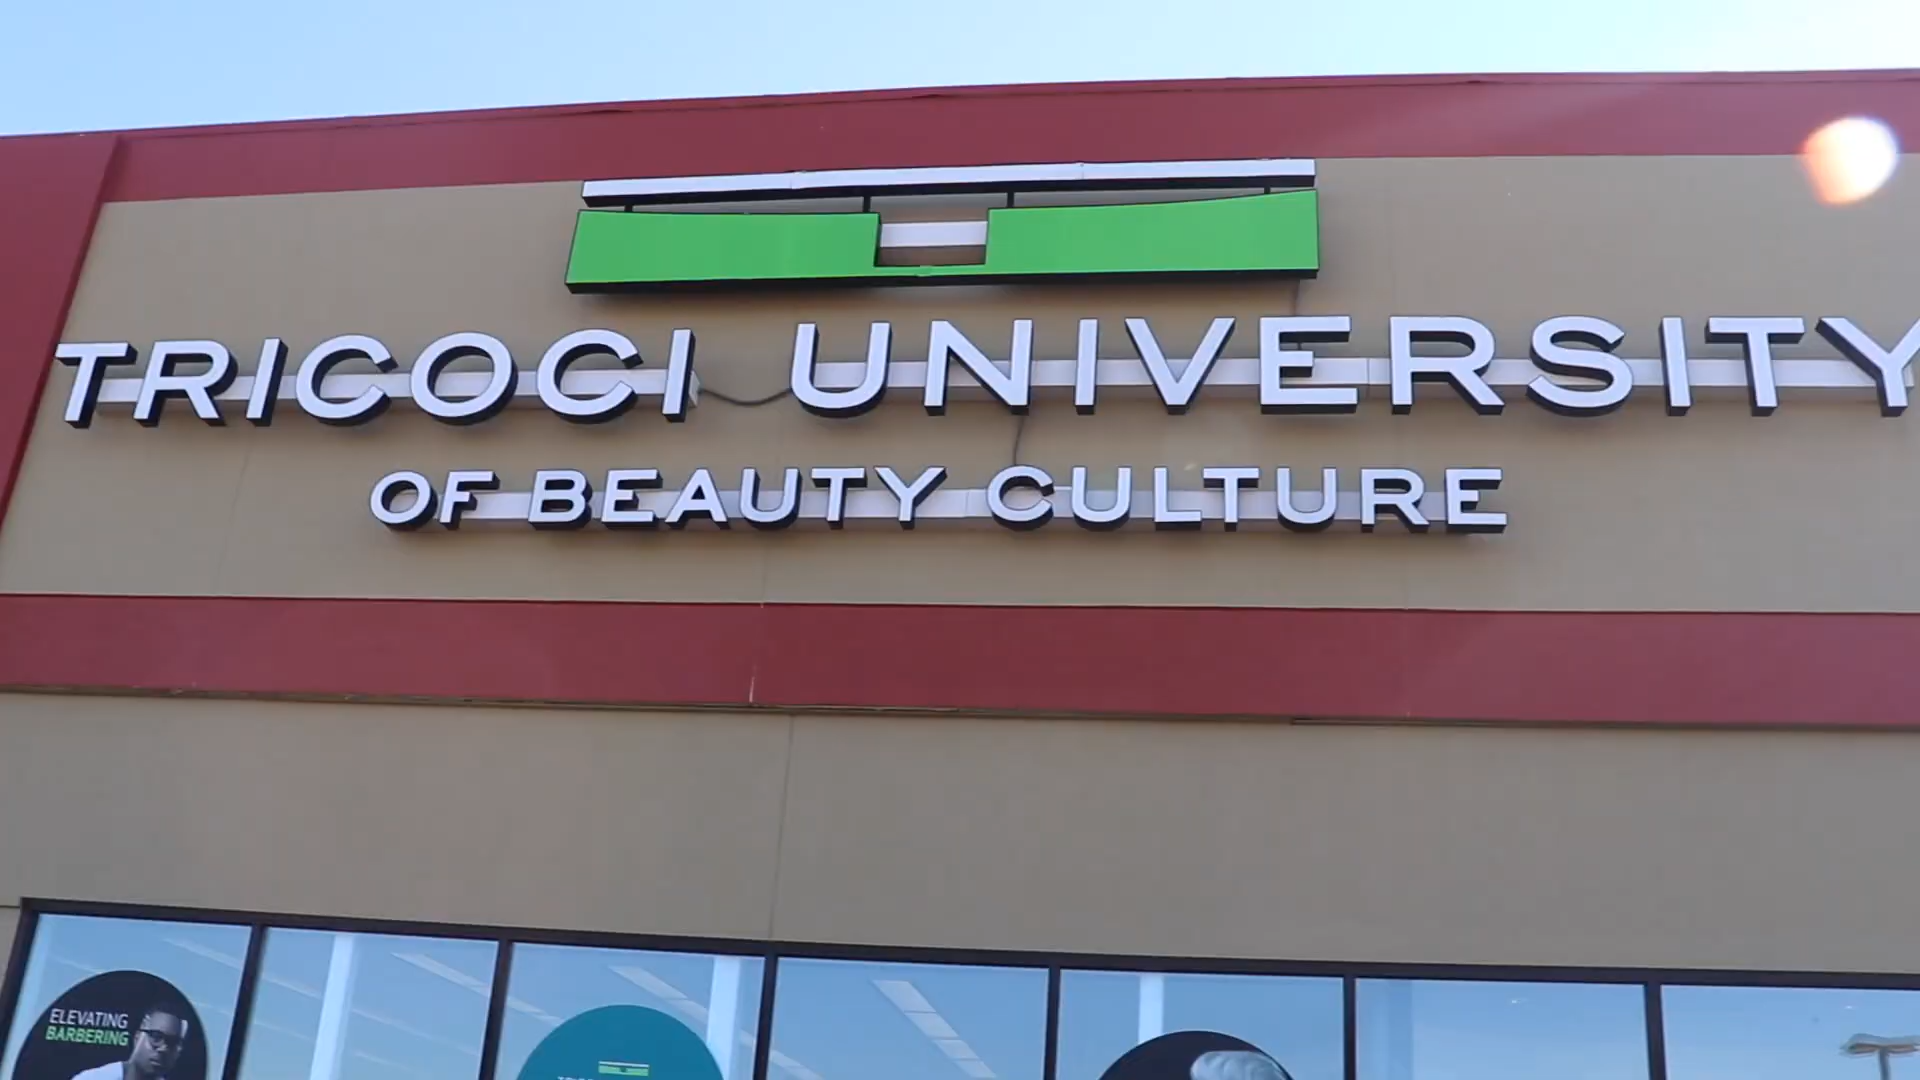 TRICOCI UNIVERSITY
OF BEAUTY CULTURE
ELEVATING
BARBERING